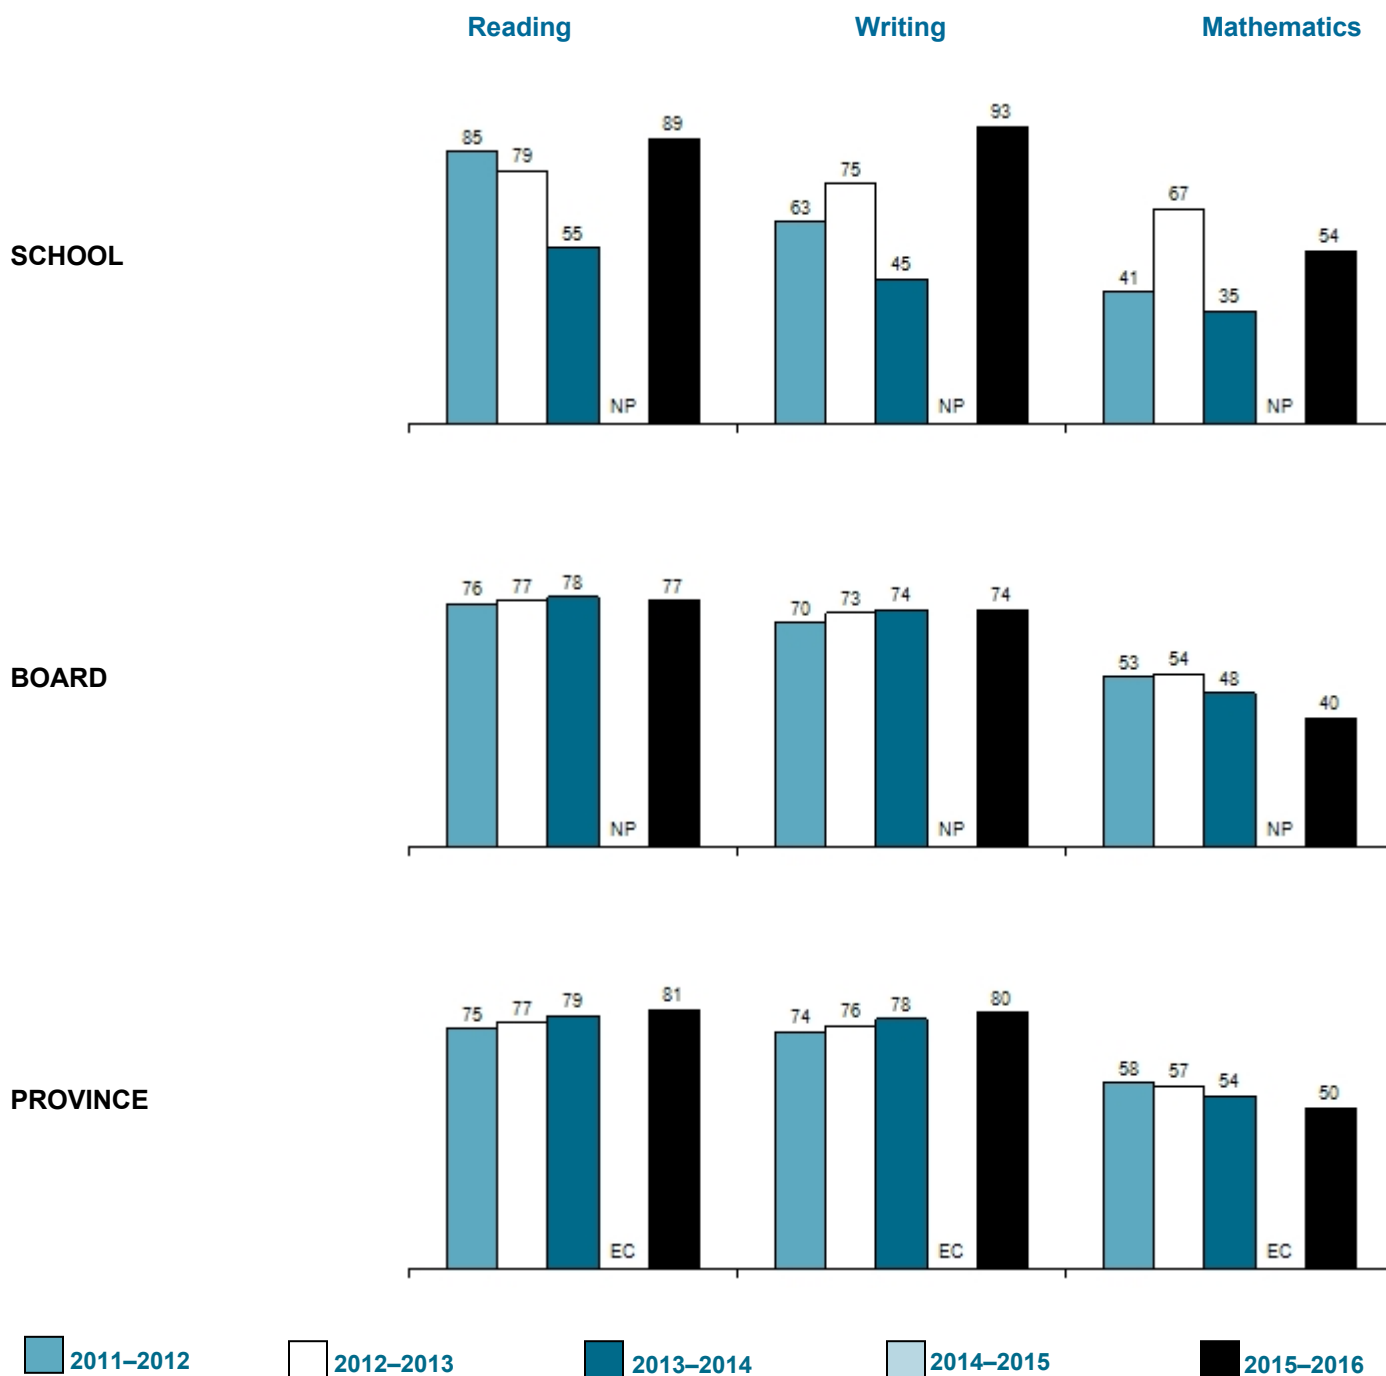 Reading Writing Mathematics
SCHOOL
85 79 55 NP 89
63 75 45 NP 93
41 67 35 NP 54
BOARD
76 77 78 NP 77
70 73 74 NP 74
53 54 48 NP 40
PROVINCE
75 77 79 EC 81
74 76 78 EC 80
58 57 54 EC 50
2011–2012 2012–2013 2013–2014 2014–2015 2015–2016